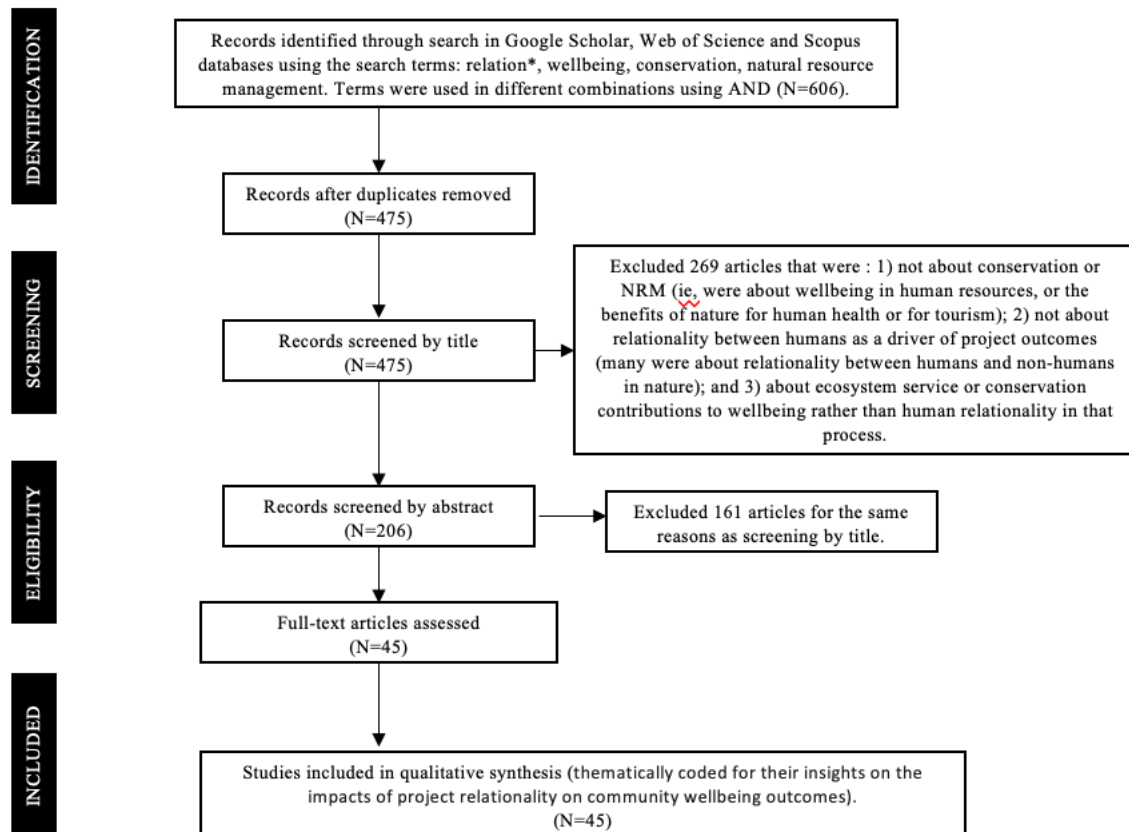 IDENTIFICATION
Records identified through search in Google Scholar, Web of Science and Scopus
databases using the search terms: relation*, wellbeing, conservation, natural resource
management. Terms were used in different combinations using AND (N=606).
Records after duplicates removed
(N=475)
SCREENING
Records screened by title
(N=475)
Excluded 269 articles that were : 1) not about conservation or
NRM (ie, were about wellbeing in human resources, or the
benefits of nature for human health or for tourism); 2) not about
relationality between humans as a driver of project outcomes
(many were about relationality between humans and non-humans
in nature); and 3) about ecosystem service or conservation
contributions to wellbeing rather than human relationality in that
process.
ELIGIBILITY
Records screened by abstract
(N=206)
Excluded 161 articles for the same
reasons as screening by title.
Full-text articles assessed
(N=45)
INCLUDED
Studies included in qualitative synthesis (thematically coded for their insights on the
impacts of project relationality on community wellbeing outcomes).
(N=45)